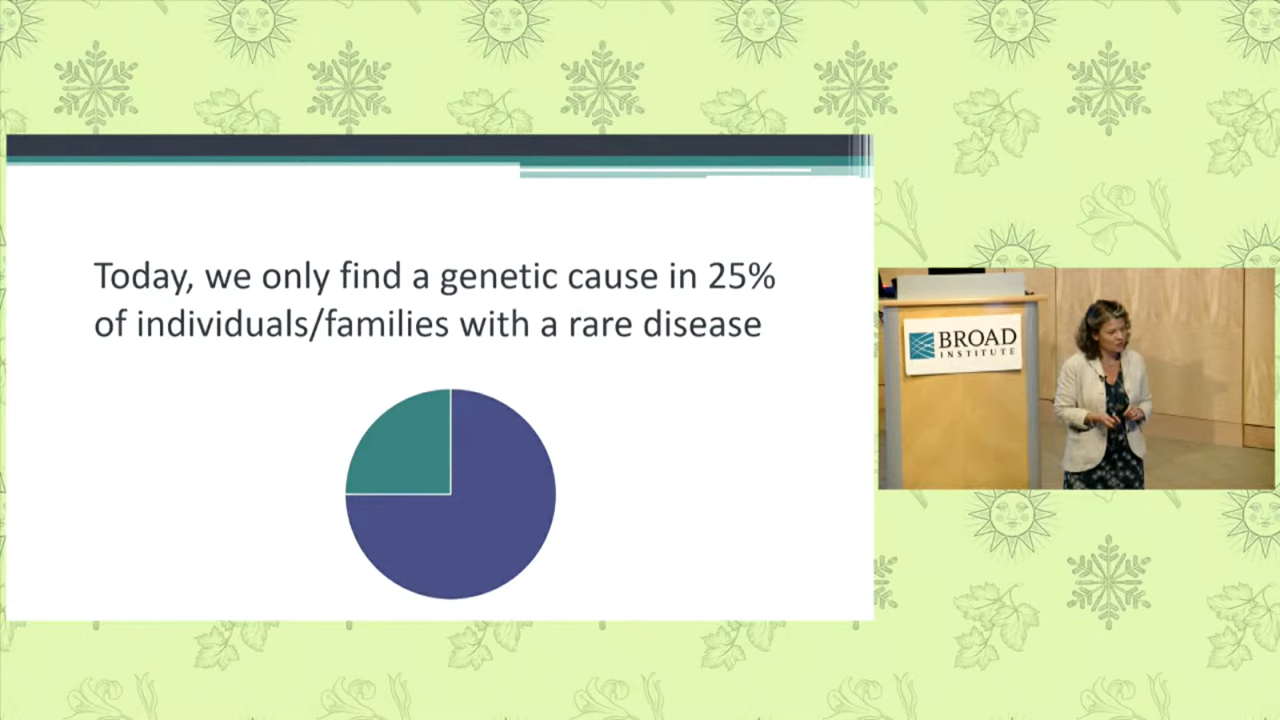 Today, we only find a genetic cause in 25%
of individuals/families with a rare disease
BROAD
INSTITUTE